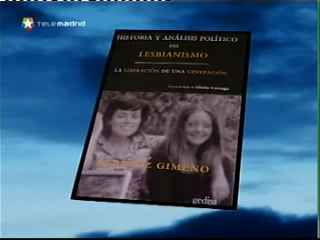 TELEMADRID
HISTORIA Y ANÁLISIS POLÍTICO
DEL
LESBIANISMO
LA LIBERACIÓN DE UNA GENERACIÓN
GIMENO
gedisa